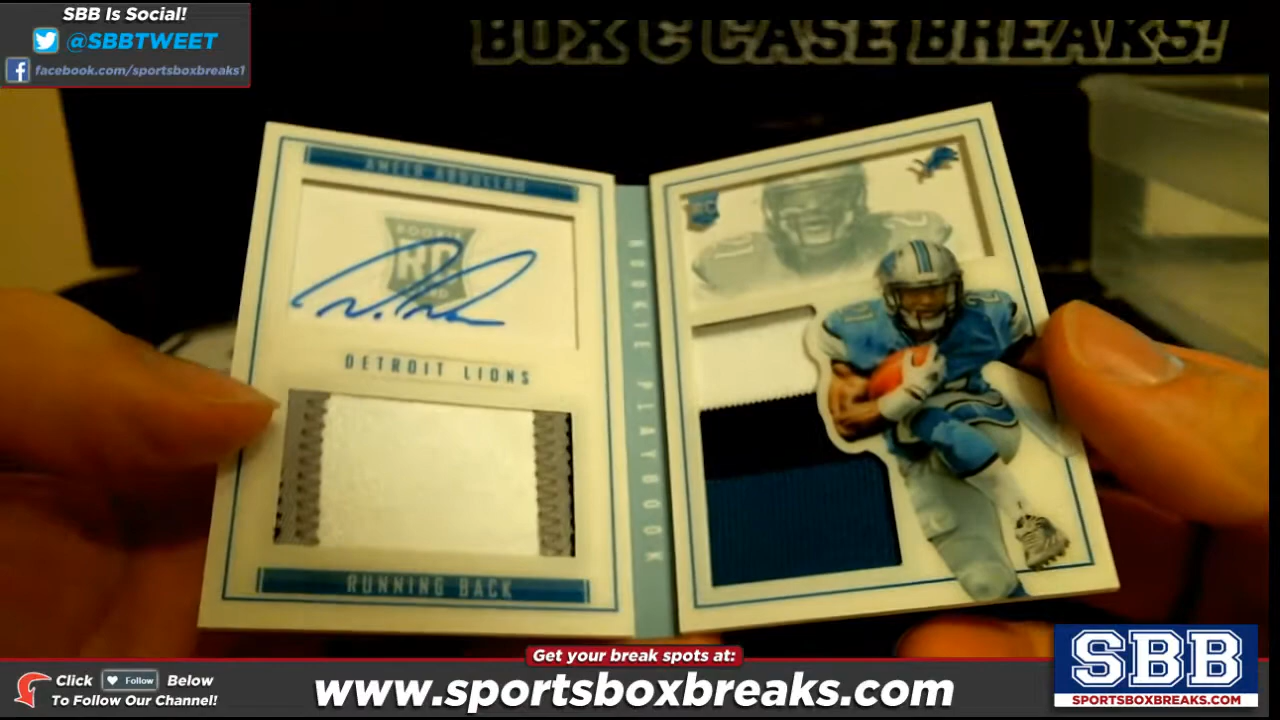 SBB Is Social!
@SBBTWEET
facebook.com/sportsboxbreaks1
BOX & CASE BREAKS!
AMEER ABDULLAH
ROOKIE
RC
DETROIT LIONS
RUNNING BACK
ROOKIE PLAYBOOK
RC
21
Get your break spots at:
www.sportsboxbreaks.com
Click Follow Below
To Follow Our Channel!
SBB
SPORTSBOXBREAKS.COM